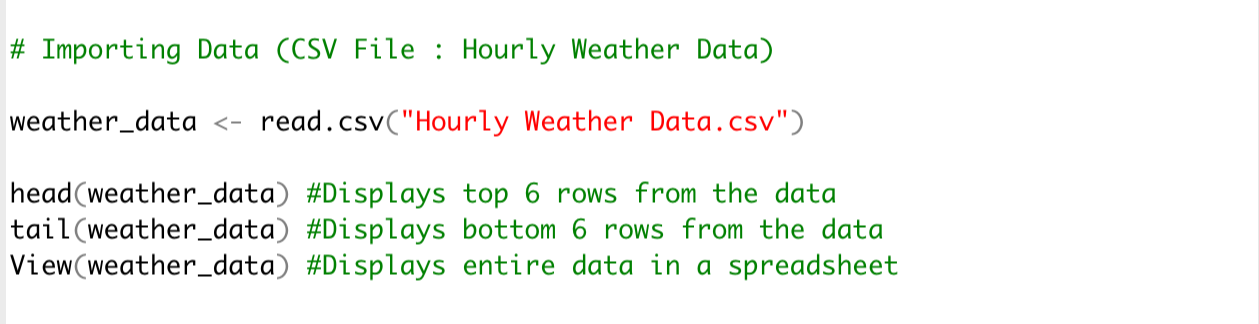 # Importing Data (CSV File : Hourly Weather Data)
weather_data <- read.csv("Hourly Weather Data.csv")
head(weather_data) #Displays top 6 rows from the data
tail(weather_data) #Displays bottom 6 rows from the data
View(weather_data) #Displays entire data in a spreadsheet